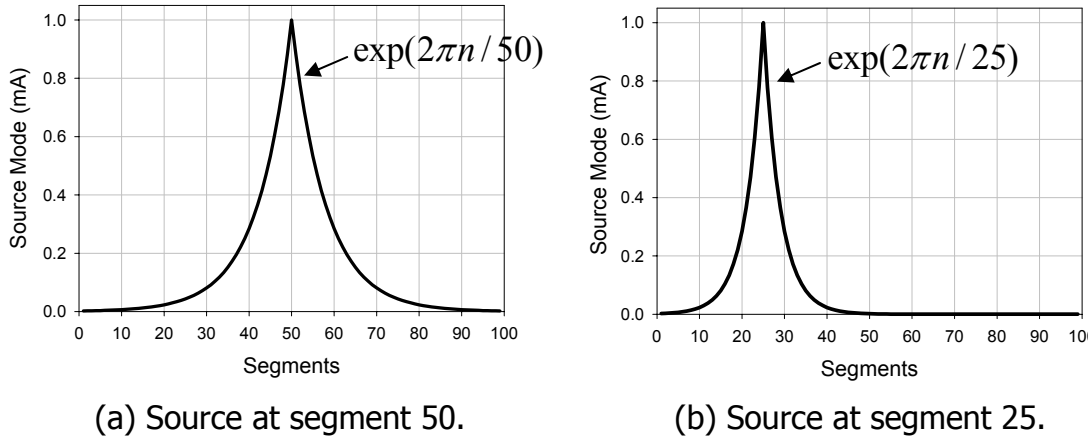 Source Mode (mA)
1.0
0.8
0.6
0.4
0.2
0.0
exp(2πn/50)
0 10 20 30 40 50 60 70 80 90 100
Segments
(a) Source at segment 50.
Source Mode (mA)
1.0
0.8
0.6
0.4
0.2
0.0
exp(2πn/25)
0 10 20 30 40 50 60 70 80 90 100
Segments
(b) Source at segment 25.